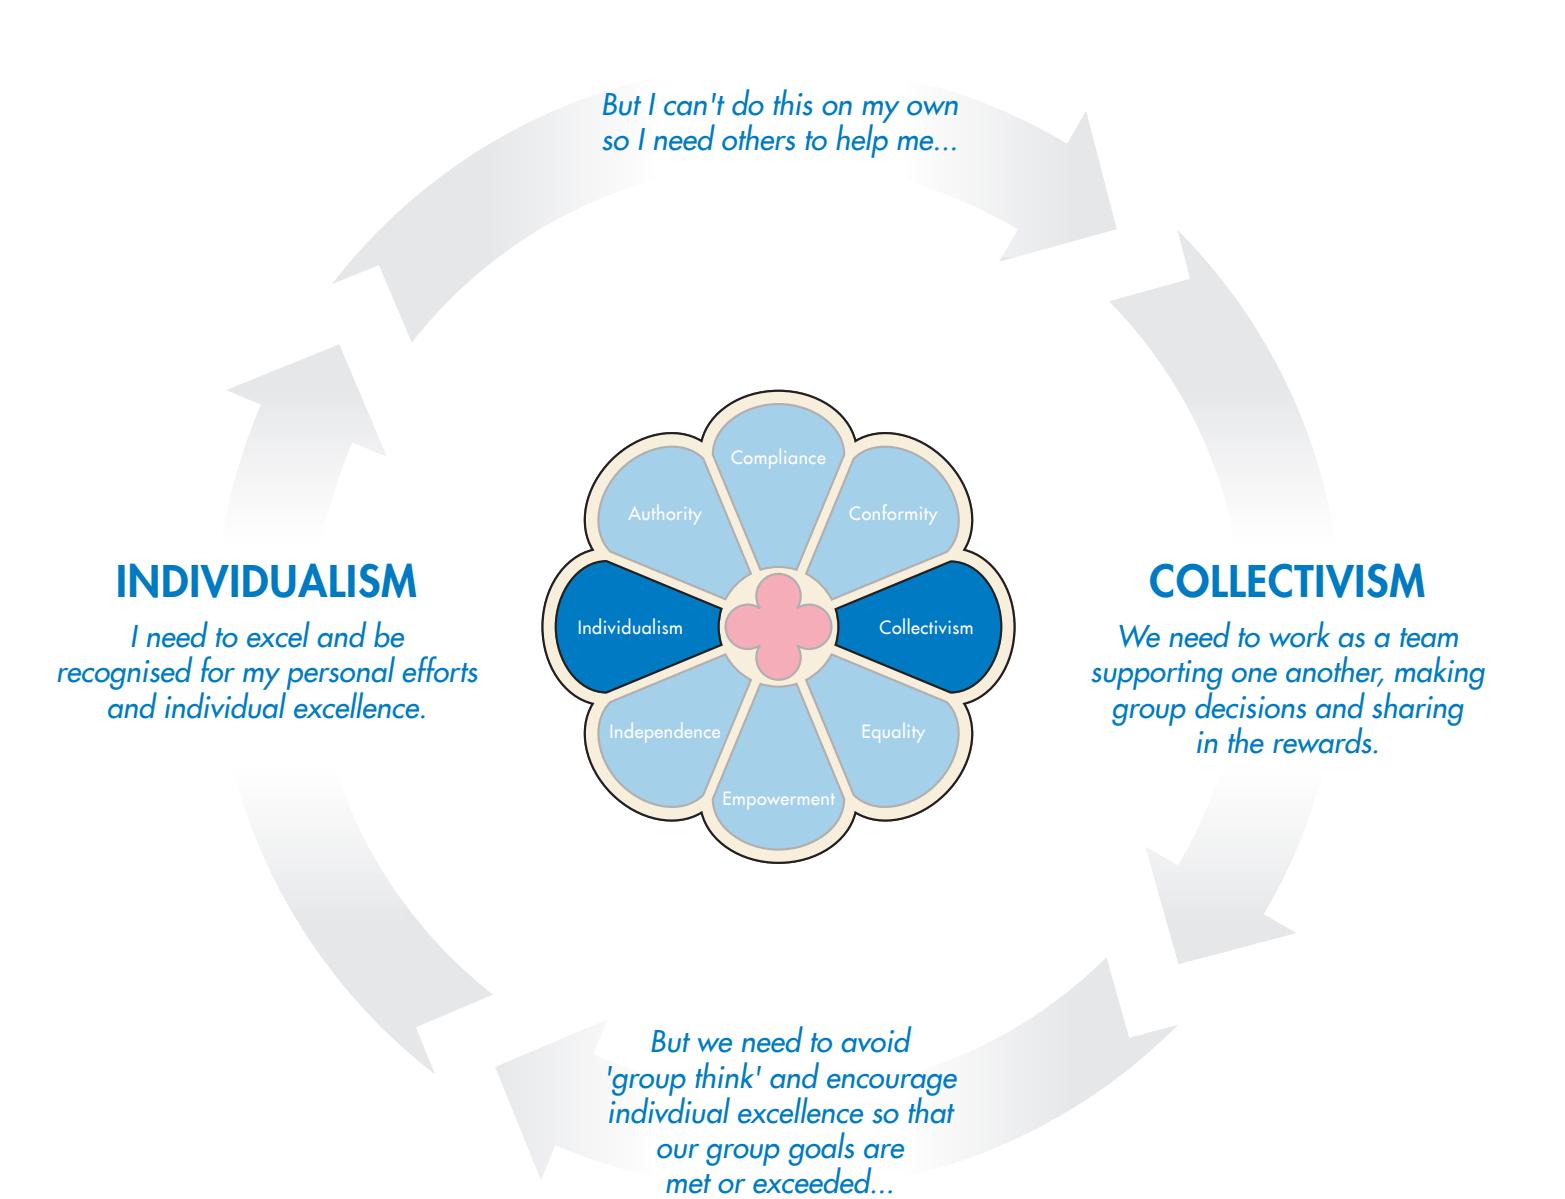 But I can't do this on my own
so I need others to help me...
Compliance
Authority
Conformity
INDIVIDUALISM
I need to excel and be
recognised for my personal efforts
and individual excellence.
Individualism
Collectivism
COLLECTIVISM
We need to work as a team
supporting one another, making
group decisions and sharing
in the rewards.
Independence
Equality
Empowerment
But we need to avoid
'group think' and encourage
indivdiual excellence so that
our group goals are
met or exceeded...